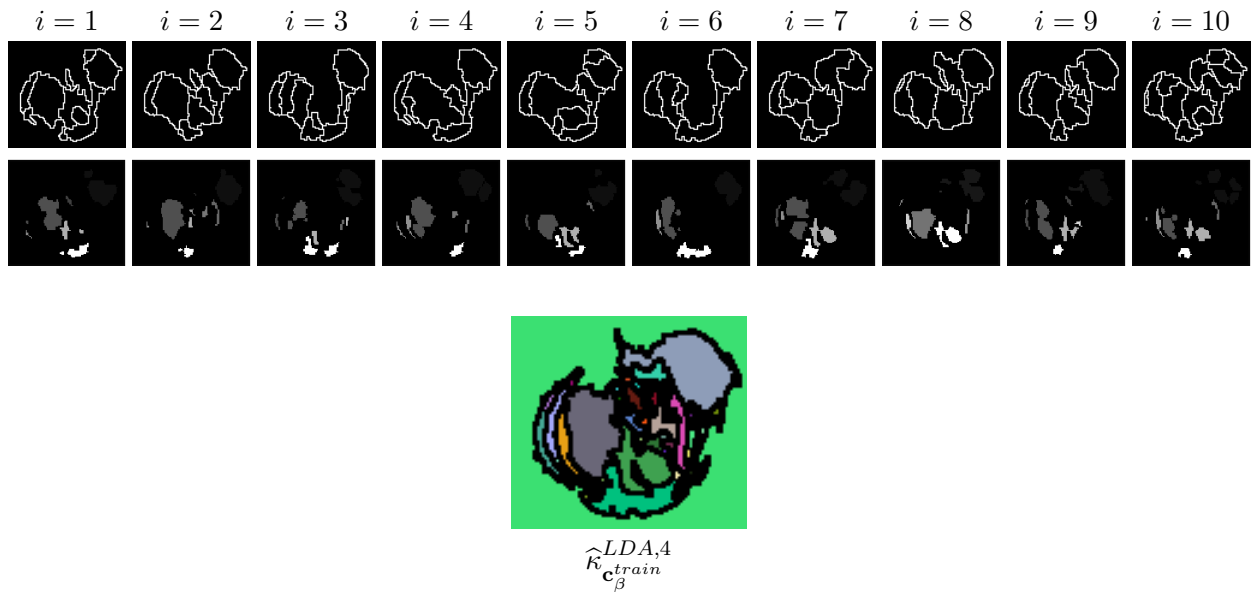 i = 1 i = 2 i = 3 i = 4 i = 5 i = 6 i = 7 i = 8 i = 9 i = 10
κ̂^{LDA,4}_{c_β^{train}}